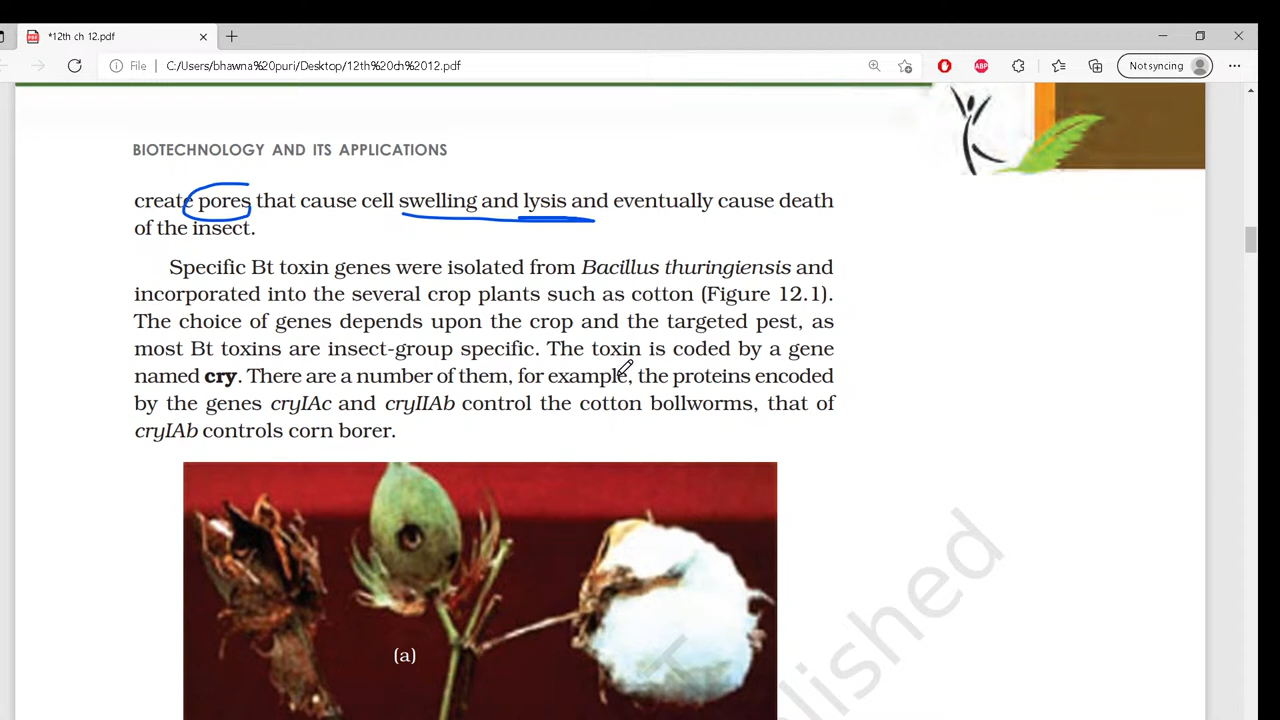 *12th ch 12.pdf
File
C:/Users/bhawna%20puri/Desktop/12th%20ch%2012.pdf
ABP
Not syncing
BIOTECHNOLOGY AND ITS APPLICATIONS
create pores that cause cell swelling and lysis and eventually cause death
of the insect.
Specific Bt toxin genes were isolated from Bacillus thuringiensis and
incorporated into the several crop plants such as cotton (Figure 12.1).
The choice of genes depends upon the crop and the targeted pest, as
most Bt toxins are insect-group specific. The toxin is coded by a gene
named cry. There are a number of them, for example, the proteins encoded
by the genes cryIAc and cryIIAb control the cotton bollworms, that of
cryIAb controls corn borer.
(a)